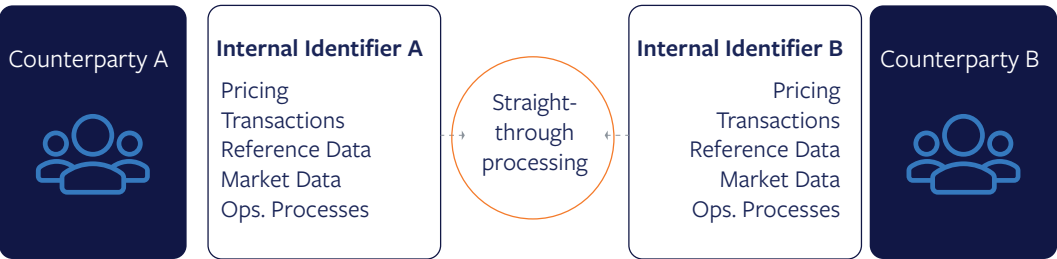 Counterparty A
Internal Identifier A
Pricing
Transactions
Reference Data
Market Data
Ops. Processes
Straight-
through
processing
Internal Identifier B
Pricing
Transactions
Reference Data
Market Data
Ops. Processes
Counterparty B